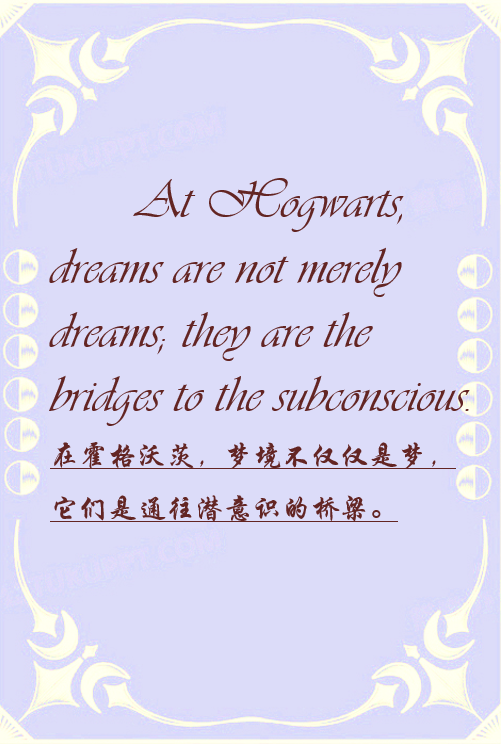 At Hogwarts,
dreams are not merely
dreams; they are the
bridges to the subconscious.
在霍格沃茨，梦境不仅仅是梦，
它们是通往潜意识的桥梁。